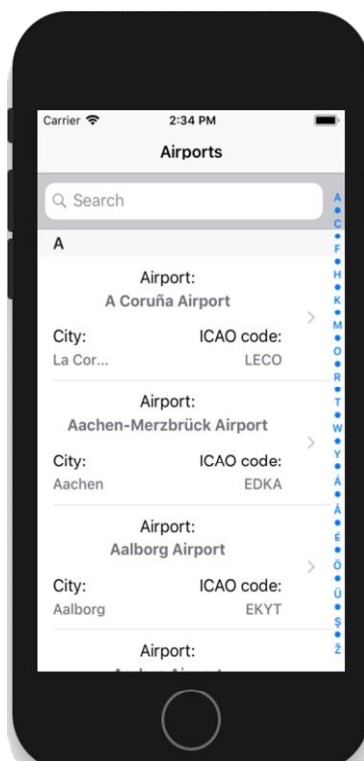 Carrier 2:34 PM
Airports
Search
A
Airport:
A Coruña Airport
City: ICAO code:
La Cor... LECO
Airport:
Aachen-Merzbrück Airport
City: ICAO code:
Aachen EDKA
Airport:
Aalborg Airport
City: ICAO code:
Aalborg EKYT
Airport:
A
C
F
H
K
M
O
R
T
W
Y
Á
Å
É
Ö
Ü
Ş
Ž